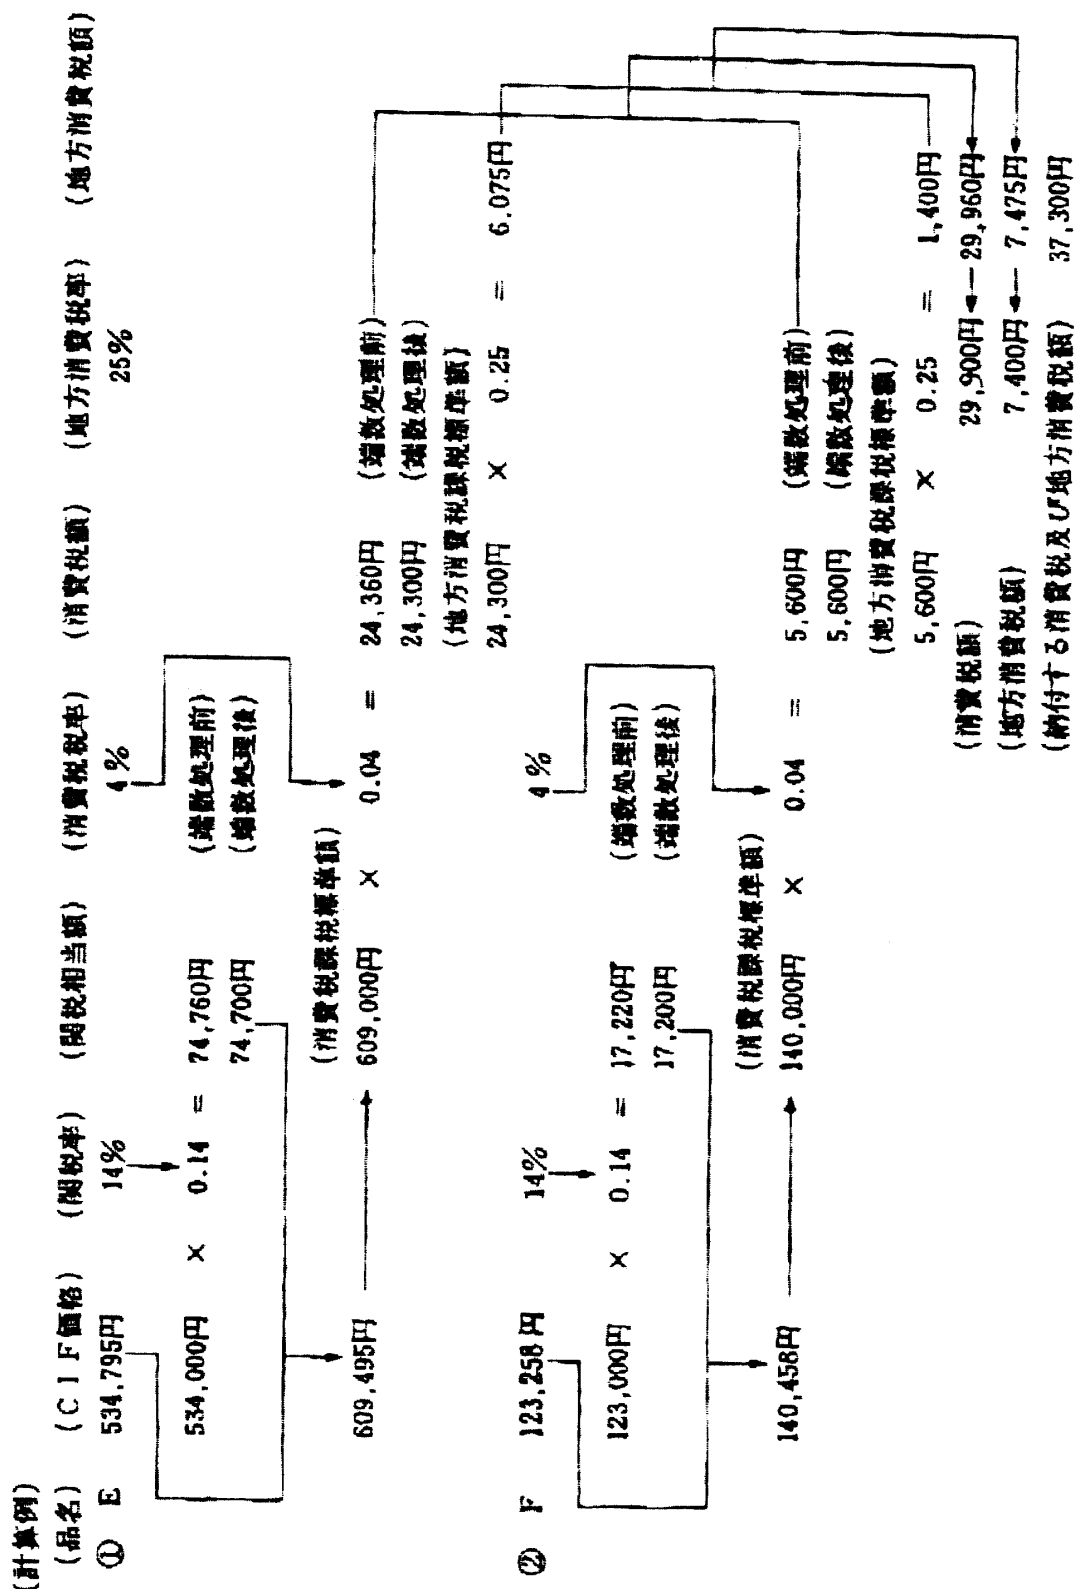 (計算例)
(品名) (CIF価格) (関税率) (関税相当額) (消費税税率) (消費税額) (地方消費税率) (地方消費税額)
① E 534,795円 14% 4% 25%
534,000円 × 0.14 = 74,760円 (端数処理前)
74,700円 (端数処理後)
(消費税課税標準額)
609,495円 609,000円 × 0.04 = 24,360円 (端数処理前)
24,300円 (端数処理後)
(地方消費税課税標準額)
24,300円 × 0.25 = 6,075円
② F 123,258円 14% 4%
123,000円 × 0.14 = 17,220円 (端数処理前)
17,200円 (端数処理後)
(消費税課税標準額)
140,458円 140,000円 × 0.04 = 5,600円 (端数処理前)
5,600円 (端数処理後)
(地方消費税課税標準額)
5,600円 × 0.25 = 1,400円
(消費税額) 29,900円 29,960円
(地方消費税額) 7,400円 7,475円
(納付する消費税及び地方消費税額) 37,300円